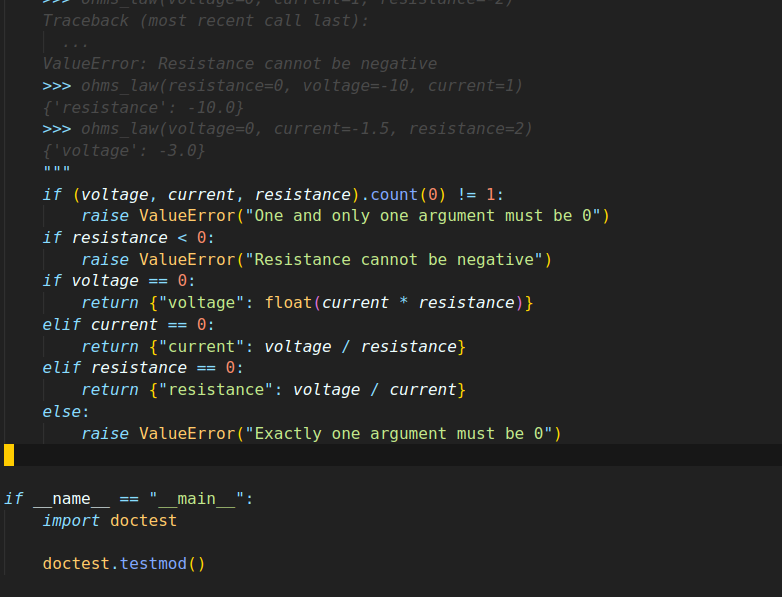 >>> ohms_law(voltage=0, current=1, resistance=-2)
Traceback (most recent call last):
  ...
ValueError: Resistance cannot be negative
>>> ohms_law(resistance=0, voltage=-10, current=1)
{'resistance': -10.0}
>>> ohms_law(voltage=0, current=-1.5, resistance=2)
{'voltage': -3.0}
"""
if (voltage, current, resistance).count(0) != 1:
    raise ValueError("One and only one argument must be 0")
if resistance < 0:
    raise ValueError("Resistance cannot be negative")
if voltage == 0:
    return {"voltage": float(current * resistance)}
elif current == 0:
    return {"current": voltage / resistance}
elif resistance == 0:
    return {"resistance": voltage / current}
else:
    raise ValueError("Exactly one argument must be 0")
if __name__ == "__main__":
    import doctest
    doctest.testmod()